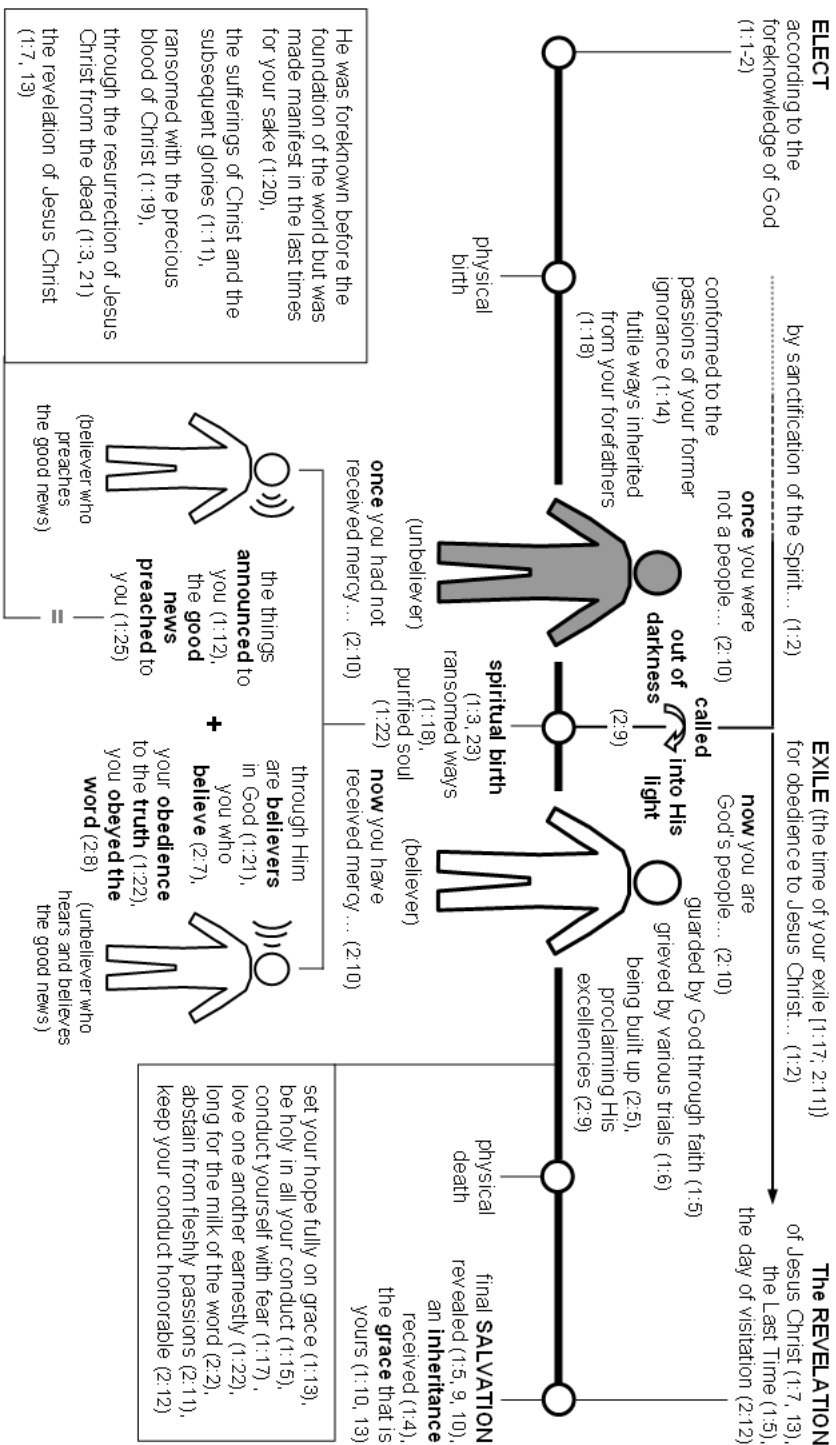 ELECT
according to the
foreknowledge of God
(1:1-2)
by sanctification of the Spirit... (1:2)
EXILE (the time of your exile [1:17; 2:11])
for obedience to Jesus Christ... (1:2)
The REVELATION
of Jesus Christ (1:7, 13),
the Last Time (1:5),
the day of visitation (2:12)
physical
birth
conformed to the
passions of your former
ignorance (1:14)
futile ways inherited
from your forefathers
(1:18)
once you were
not a people... (2:10)
(unbeliever)
once you had not
received mercy... (2:10)
called
out of
darkness
into His
light
(2:9)
spiritual birth
(1:3, 23)
ransomed ways
(1:18),
purified soul
(1:22)
now you are
God's people... (2:10)
guarded by God through faith (1:5)
grieved by various trials (1:6)
being built up (2:5),
proclaiming His
excellencies (2:9)
(believer)
now you have
received mercy... (2:10)
physical
death
final SALVATION
revealed (1:5, 9, 10),
an inheritance
received (1:4),
the grace that is
yours (1:10, 13)
He was foreknown before the
foundation of the world but was
made manifest in the last times
for your sake (1:20),
the sufferings of Christ and the
subsequent glories (1:11),
ransomed with the precious
blood of Christ (1:19),
through the resurrection of Jesus
Christ from the dead (1:3, 21)
the revelation of Jesus Christ
(1:7, 13)
(believer who
preaches
the good news)
=
the things
announced to
you (1:12),
the good
news
preached to
you (1:25)
+
through Him
are believers
in God (1:21),
you who
believe (2:7),
your obedience
to the truth (1:22),
you obeyed the
word (2:8)
(unbeliever who
hears and believes
the good news)
set your hope fully on grace (1:13),
be holy in all your conduct (1:15),
conduct yourself with fear (1:17) ,
love one another earnestly (1:22),
long for the milk of the word (2:2),
abstain from fleshly passions (2:11),
keep your conduct honorable (2:12)